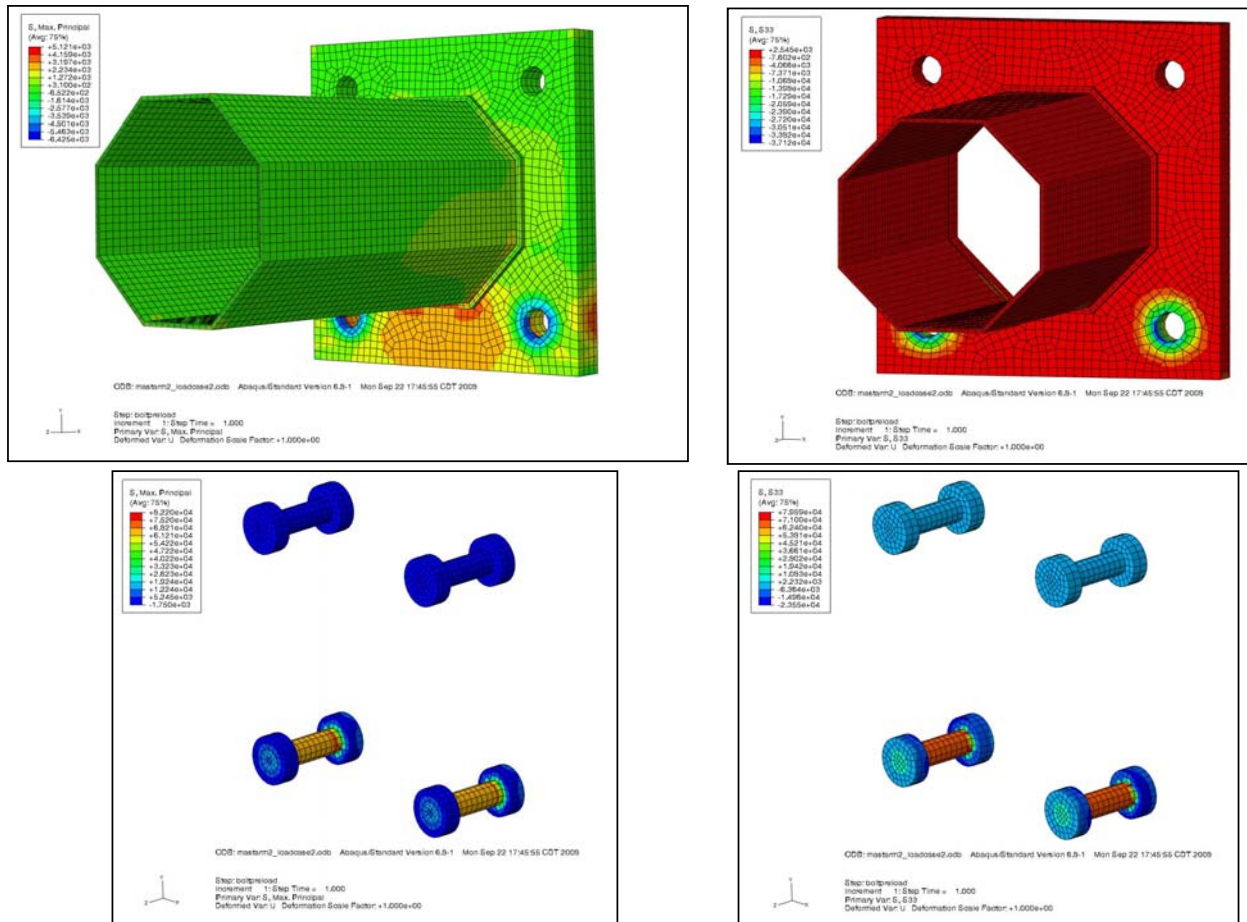 S, Max. Principal
(Avg: 75%)
+5.121e+03
+4.159e+03
+3.197e+03
+2.234e+03
+1.272e+03
+3.100e+02
-6.522e+02
-1.614e+03
-2.577e+03
-3.539e+03
-4.501e+03
-5.463e+03
-6.425e+03
ODB: mastarm2_loadcase2.odb Abaqus/Standard Version 6.8-1 Mon Sep 22 17:45:55 CDT 2009
Step: boltpreload
Increment 1: Step Time = 1.000
Primary Var: S, Max. Principal
Deformed Var: U Deformation Scale Factor: +1.000e+00
Y
Z
X
S, S33
(Avg: 75%)
+2.545e+03
-7.602e+02
-4.066e+03
-7.371e+03
-1.068e+04
-1.398e+04
-1.729e+04
-2.059e+04
-2.390e+04
-2.720e+04
-3.051e+04
-3.382e+04
-3.712e+04
ODB: mastarm2_loadcase2.odb Abaqus/Standard Version 6.8-1 Mon Sep 22 17:45:55 CDT 2009
Step: boltpreload
Increment 1: Step Time = 1.000
Primary Var: S, S33
Deformed Var: U Deformation Scale Factor: +1.000e+00
Y
Z
X
S, Max. Principal
(Avg: 75%)
+8.220e+04
+7.520e+04
+6.821e+04
+6.121e+04
+5.422e+04
+4.722e+04
+4.022e+04
+3.323e+04
+2.623e+04
+1.924e+04
+1.224e+04
+5.245e+03
-1.750e+03
ODB: mastarm2_loadcase2.odb Abaqus/Standard Version 6.8-1 Mon Sep 22 17:45:55 CDT 2009
Step: boltpreload
Increment 1: Step Time = 1.000
Primary Var: S, Max. Principal
Deformed Var: U Deformation Scale Factor: +1.000e+00
Y
Z
X
S, S33
(Avg: 75%)
+7.959e+04
+7.100e+04
+6.240e+04
+5.381e+04
+4.521e+04
+3.661e+04
+2.802e+04
+1.942e+04
+1.083e+04
+2.232e+03
-6.364e+03
-1.496e+04
-2.355e+04
ODB: mastarm2_loadcase2.odb Abaqus/Standard Version 6.8-1 Mon Sep 22 17:45:55 CDT 2009
Step: boltpreload
Increment 1: Step Time = 1.000
Primary Var: S, S33
Deformed Var: U Deformation Scale Factor: +1.000e+00
Y
Z
X